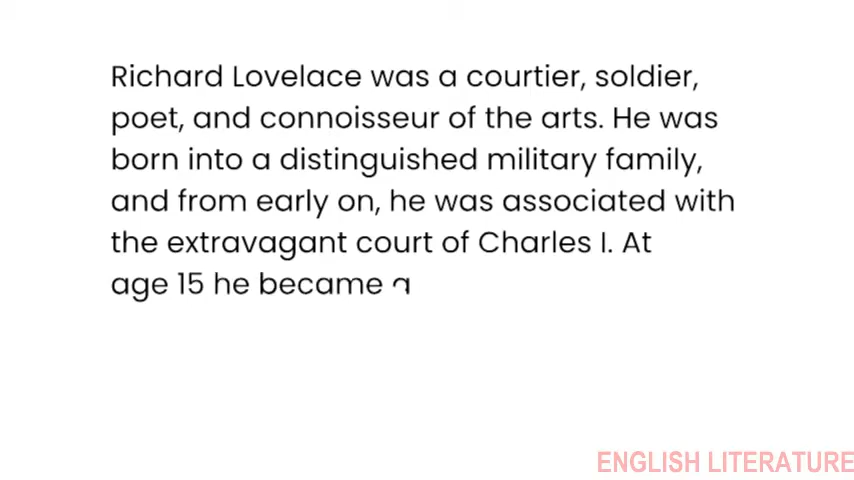 Richard Lovelace was a courtier, soldier,
poet, and connoisseur of the arts. He was
born into a distinguished military family,
and from early on, he was associated with
the extravagant court of Charles I. At
age 15 he became
ENGLISH LITERATURE